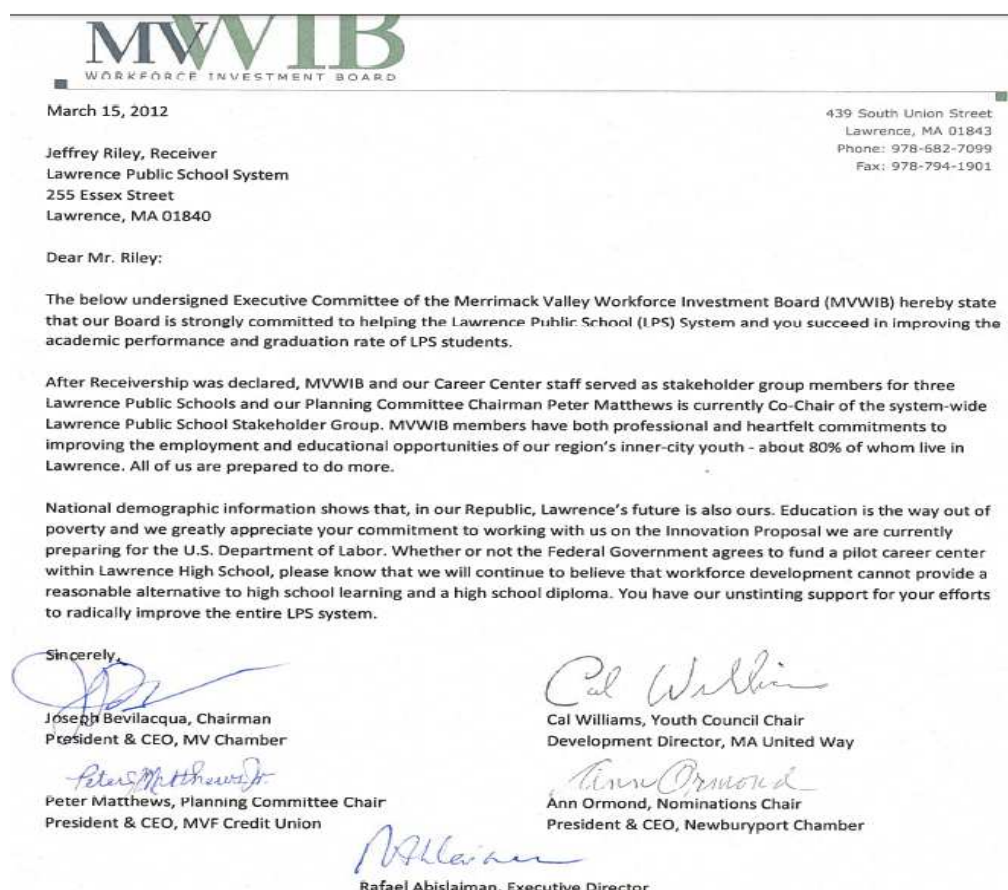 MVWIB
WORKFORCE INVESTMENT BOARD
March 15, 2012
439 South Union Street
Lawrence, MA 01843
Phone: 978-682-7099
Fax: 978-794-1901
Jeffrey Riley, Receiver
Lawrence Public School System
255 Essex Street
Lawrence, MA 01840
Dear Mr. Riley:
The below undersigned Executive Committee of the Merrimack Valley Workforce Investment Board (MVWIB) hereby state
that our Board is strongly committed to helping the Lawrence Public School (LPS) System and you succeed in improving the
academic performance and graduation rate of LPS students.
After Receivership was declared, MVWIB and our Career Center staff served as stakeholder group members for three
Lawrence Public Schools and our Planning Committee Chairman Peter Matthews is currently Co-Chair of the system-wide
Lawrence Public School Stakeholder Group. MVWIB members have both professional and heartfelt commitments to
improving the employment and educational opportunities of our region's inner-city youth - about 80% of whom live in
Lawrence. All of us are prepared to do more.
National demographic information shows that, in our Republic, Lawrence's future is also ours. Education is the way out of
poverty and we greatly appreciate your commitment to working with us on the Innovation Proposal we are currently
preparing for the U.S. Department of Labor. Whether or not the Federal Government agrees to fund a pilot career center
within Lawrence High School, please know that we will continue to believe that workforce development cannot provide a
reasonable alternative to high school learning and a high school diploma. You have our unstinting support for your efforts
to radically improve the entire LPS system.
Sincerely,
Joseph Bevilacqua, Chairman
President & CEO, MV Chamber
Cal Williams
Cal Williams, Youth Council Chair
Development Director, MA United Way
Peter Matthews Jr.
Peter Matthews, Planning Committee Chair
President & CEO, MVF Credit Union
Ann Ormond
Ann Ormond, Nominations Chair
President & CEO, Newburyport Chamber
Rafael Abislaiman, Executive Director